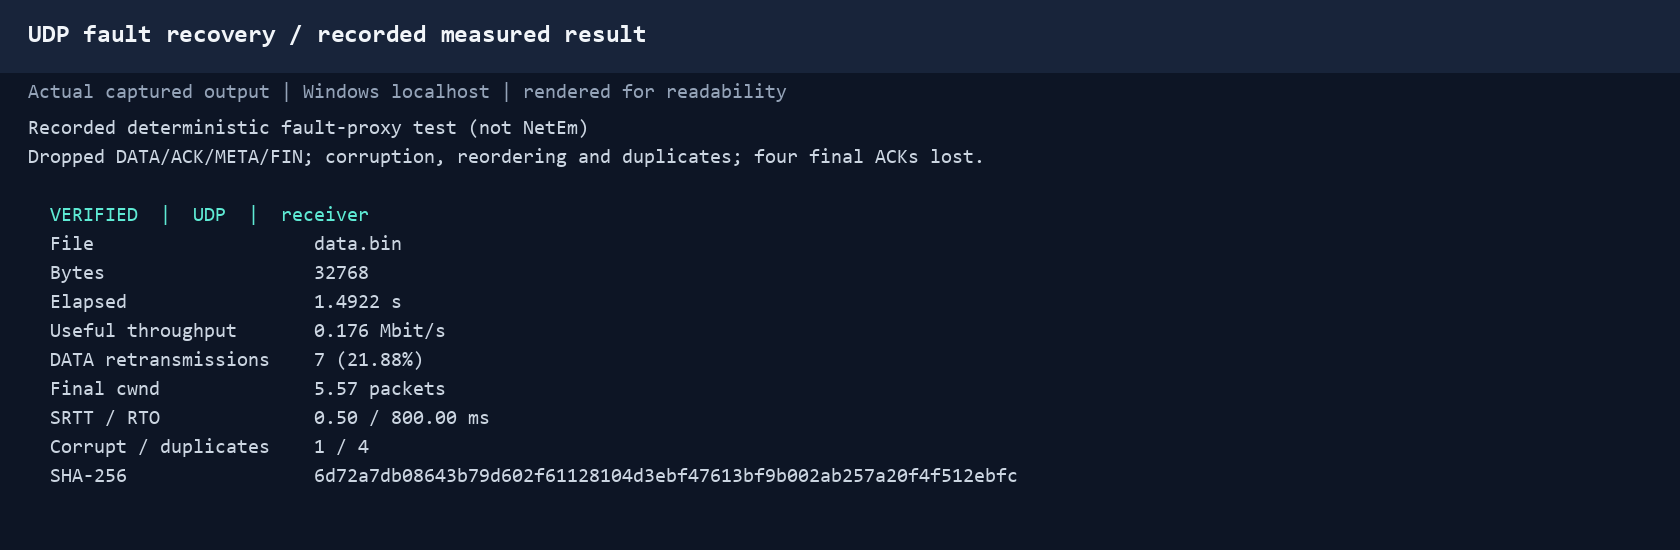 UDP fault recovery / recorded measured result
Actual captured output | Windows localhost | rendered for readability
Recorded deterministic fault-proxy test (not NetEm)
Dropped DATA/ACK/META/FIN; corruption, reordering and duplicates; four final ACKs lost.
VERIFIED | UDP | receiver
File data.bin
Bytes 32768
Elapsed 1.4922 s
Useful throughput 0.176 Mbit/s
DATA retransmissions 7 (21.88%)
Final cwnd 5.57 packets
SRTT / RTO 0.50 / 800.00 ms
Corrupt / duplicates 1 / 4
SHA-256 6d72a7db08643b79d602f61128104d3ebf47613bf9b002ab257a20f4f512ebfc